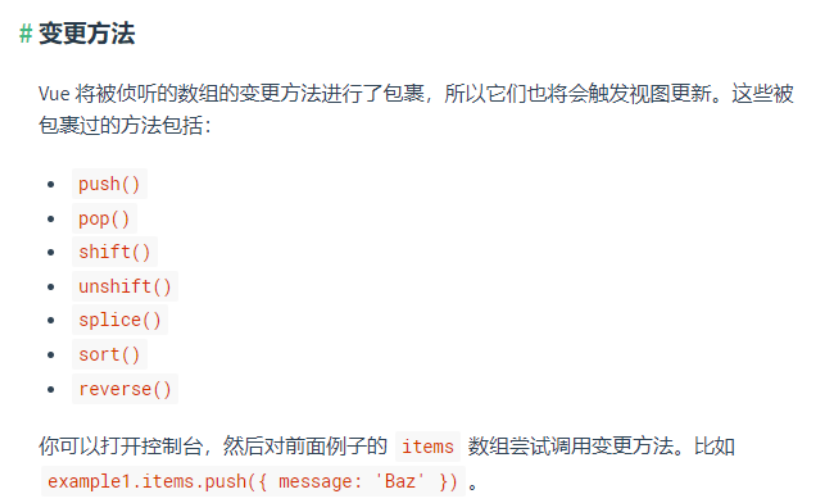 # 变更方法
Vue 将被侦听的数组的变更方法进行了包裹，所以它们也将会触发视图更新。这些被
包裹过的方法包括：
• push()
• pop()
• shift()
• unshift()
• splice()
• sort()
• reverse()
你可以打开控制台，然后对前面例子的 items 数组尝试调用变更方法。比如
example1.items.push({ message: 'Baz' }) 。